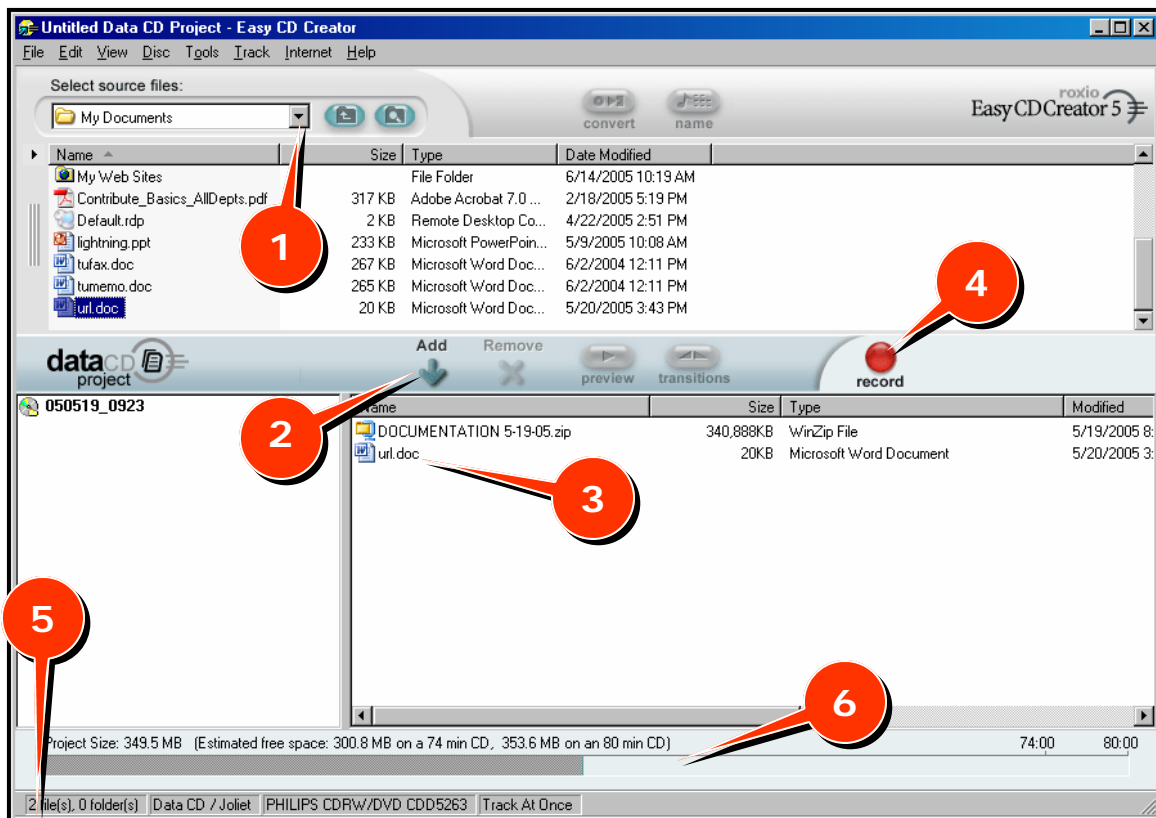 Untitled Data CD Project - Easy CD Creator
File Edit View Disc Tools Track Internet Help
Select source files:
My Documents
convert name
roxio
Easy CD Creator 5
Name Size Type Date Modified
My Web Sites File Folder 6/14/2005 10:19 AM
Contribute_Basics_AllDepts.pdf 317 KB Adobe Acrobat 7.0 ... 2/18/2005 5:19 PM
Default.rdp 2 KB Remote Desktop Co... 4/22/2005 2:51 PM
lightning.ppt 233 KB Microsoft PowerPoin... 5/9/2005 10:08 AM
tufax.doc 267 KB Microsoft Word Doc... 6/2/2004 12:11 PM
tumemo.doc 265 KB Microsoft Word Doc... 6/2/2004 12:11 PM
url.doc 20 KB Microsoft Word Doc... 5/20/2005 3:43 PM
1
4
datacd project
Add Remove preview transitions record
050519_0923
2
Name Size Type Modified
DOCUMENTATION 5-19-05.zip 340,888KB WinZip File 5/19/2005 8:
url.doc 20KB Microsoft Word Document 5/20/2005 3:
3
5
6
Project Size: 349.5 MB (Estimated free space: 300.8 MB on a 74 min CD, 353.6 MB on an 80 min CD) 74:00 80:00
2 file(s), 0 folder(s) Data CD / Joliet PHILIPS CDRW/DVD CDD5263 Track At Once